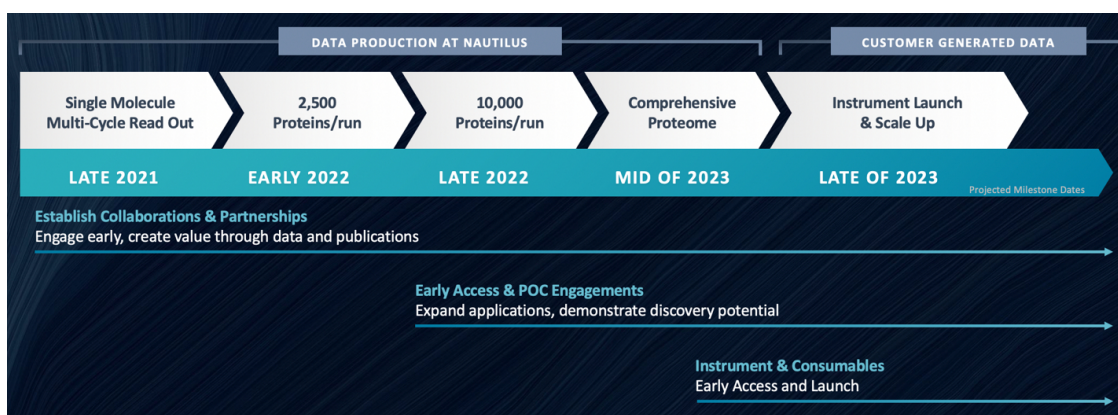 DATA PRODUCTION AT NAUTILUS
CUSTOMER GENERATED DATA
Single Molecule
Multi-Cycle Read Out
2,500
Proteins/run
10,000
Proteins/run
Comprehensive
Proteome
Instrument Launch
& Scale Up
LATE 2021
EARLY 2022
LATE 2022
MID OF 2023
LATE OF 2023
Projected Milestone Dates
Establish Collaborations & Partnerships
Engage early, create value through data and publications
Early Access & POC Engagements
Expand applications, demonstrate discovery potential
Instrument & Consumables
Early Access and Launch